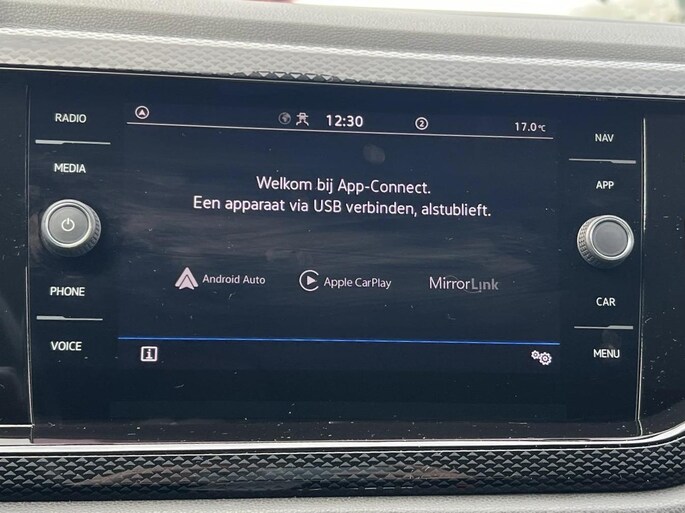 RADIO
MEDIA
PHONE
VOICE
12:30
2
17.0°C
Welkom bij App-Connect.
Een apparaat via USB verbinden, alstublieft.
Android Auto
Apple CarPlay
MirrorLink
i
NAV
APP
CAR
MENU